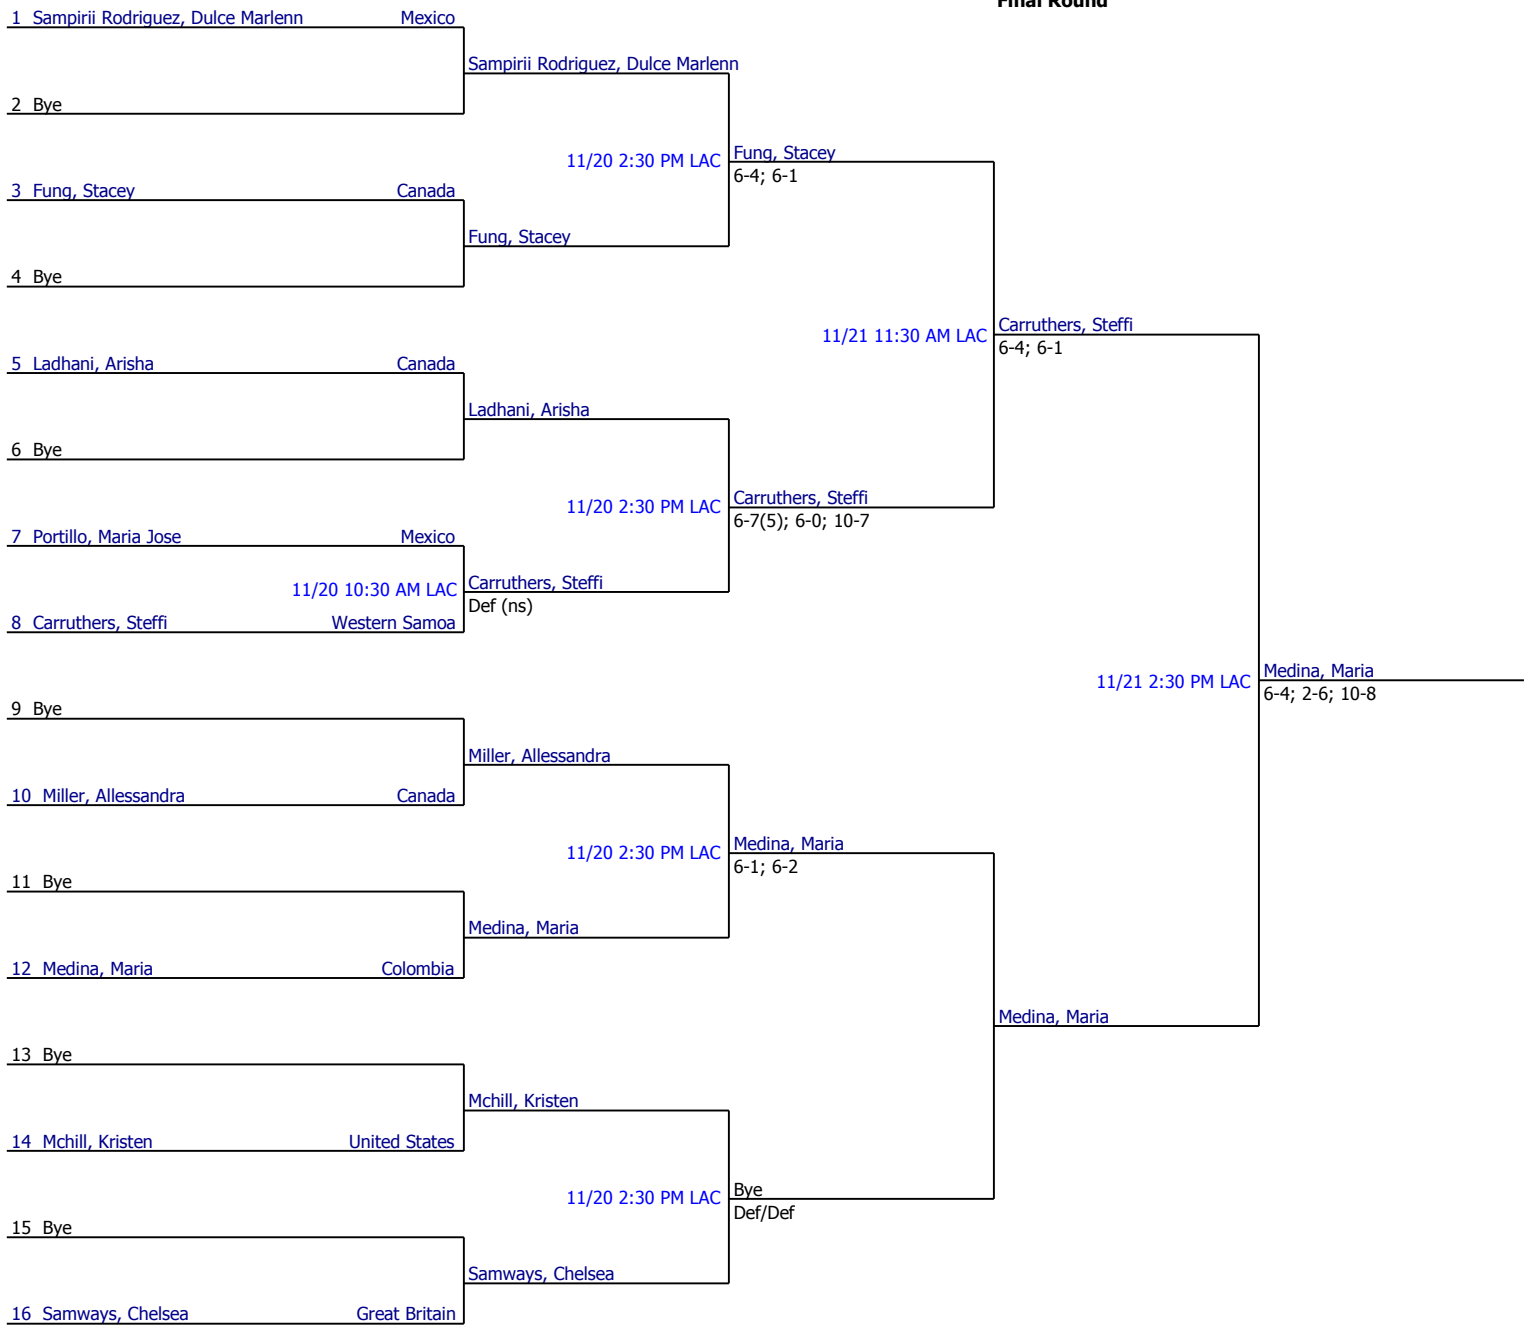 Final Round
1 Sampirii Rodriguez, Dulce Marlenn Mexico
Sampirii Rodriguez, Dulce Marlenn
2 Bye
11/20 2:30 PM LAC Fung, Stacey
6-4; 6-1
3 Fung, Stacey Canada
Fung, Stacey
4 Bye
11/21 11:30 AM LAC Carruthers, Steffi
6-4; 6-1
5 Ladhani, Arisha Canada
Ladhani, Arisha
6 Bye
11/20 2:30 PM LAC Carruthers, Steffi
6-7(5); 6-0; 10-7
7 Portillo, Maria Jose Mexico
11/20 10:30 AM LAC Carruthers, Steffi
Def (ns)
8 Carruthers, Steffi Western Samoa
11/21 2:30 PM LAC Medina, Maria
6-4; 2-6; 10-8
9 Bye
Miller, Allessandra
10 Miller, Allessandra Canada
11/20 2:30 PM LAC Medina, Maria
6-1; 6-2
11 Bye
Medina, Maria
12 Medina, Maria Colombia
Medina, Maria
13 Bye
Mchill, Kristen
14 Mchill, Kristen United States
11/20 2:30 PM LAC Bye
Def/Def
15 Bye
Samways, Chelsea
16 Samways, Chelsea Great Britain